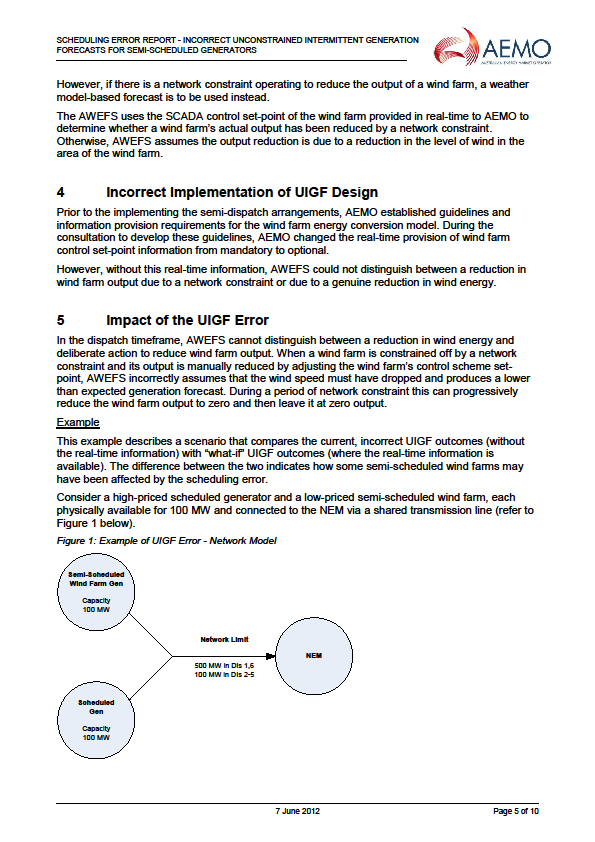 SCHEDULING ERROR REPORT - INCORRECT UNCONSTRAINED INTERMITTENT GENERATION
FORECASTS FOR SEMI-SCHEDULED GENERATORS
AEMO
AUSTRALIAN ENERGY MARKET OPERATOR
However, if there is a network constraint operating to reduce the output of a wind farm, a weather
model-based forecast is to be used instead.
The AWEFS uses the SCADA control set-point of the wind farm provided in real-time to AEMO to
determine whether a wind farm's actual output has been reduced by a network constraint.
Otherwise, AWEFS assumes the output reduction is due to a reduction in the level of wind in the
area of the wind farm.
4 Incorrect Implementation of UIGF Design
Prior to the implementing the semi-dispatch arrangements, AEMO established guidelines and
information provision requirements for the wind farm energy conversion model. During the
consultation to develop these guidelines, AEMO changed the real-time provision of wind farm
control set-point information from mandatory to optional.
However, without this real-time information, AWEFS could not distinguish between a reduction in
wind farm output due to a network constraint or due to a genuine reduction in wind energy.
5 Impact of the UIGF Error
In the dispatch timeframe, AWEFS cannot distinguish between a reduction in wind energy and
deliberate action to reduce wind farm output. When a wind farm is constrained off by a network
constraint and its output is manually reduced by adjusting the wind farm's control scheme set-
point, AWEFS incorrectly assumes that the wind speed must have dropped and produces a lower
than expected generation forecast. During a period of network constraint this can progressively
reduce the wind farm output to zero and then leave it at zero output.
Example
This example describes a scenario that compares the current, incorrect UIGF outcomes (without
the real-time information) with "what-if" UIGF outcomes (where the real-time information is
available). The difference between the two indicates how some semi-scheduled wind farms may
have been affected by the scheduling error.
Consider a high-priced scheduled generator and a low-priced semi-scheduled wind farm, each
physically available for 100 MW and connected to the NEM via a shared transmission line (refer to
Figure 1 below).
Figure 1: Example of UIGF Error - Network Model
Semi-Scheduled
Wind Farm Gen
Capacity
100 MW
Network Limit
500 MW in DIs 1,6
100 MW in DIs 2-5
NEM
Scheduled
Gen
Capacity
100 MW
7 June 2012
Page 5 of 10